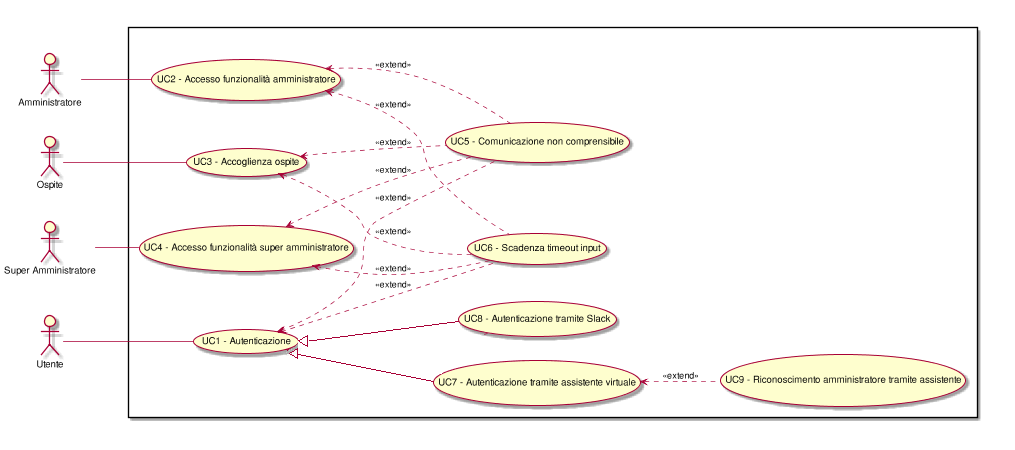 Amministratore
Ospite
Super Amministratore
Utente
UC2 - Accesso funzionalità amministratore
UC3 - Accoglienza ospite
UC4 - Accesso funzionalità super amministratore
UC1 - Autenticazione
«extend»
«extend»
«extend»
«extend»
«extend»
«extend»
«extend»
UC5 - Comunicazione non comprensibile
UC6 - Scadenza timeout input
UC8 - Autenticazione tramite Slack
UC7 - Autenticazione tramite assistente virtuale
«extend»
UC9 - Riconoscimento amministratore tramite assistente